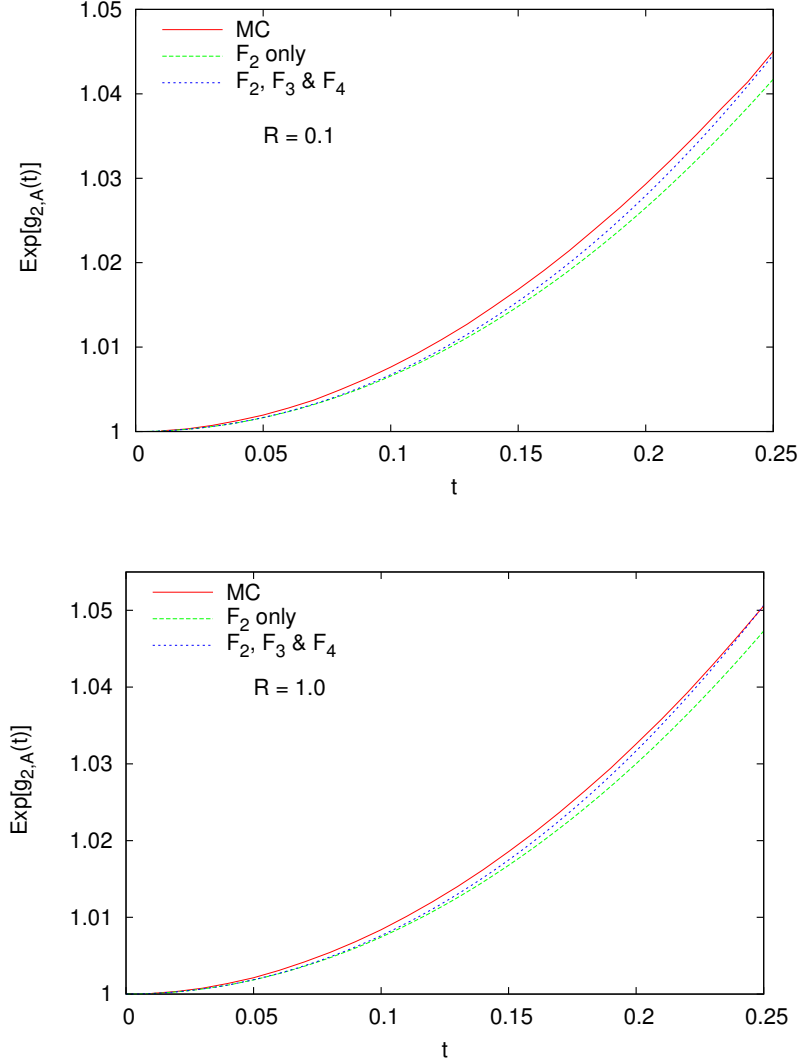 1.05
1.04
1.03
1.02
1.01
1
Exp[g2,A(t)]
MC
F2 only
F2, F3 & F4
R = 0.1
0 0.05 0.1 0.15 0.2 0.25
t
1.05
1.04
1.03
1.02
1.01
1
Exp[g2,A(t)]
MC
F2 only
F2, F3 & F4
R = 1.0
0 0.05 0.1 0.15 0.2 0.25
t